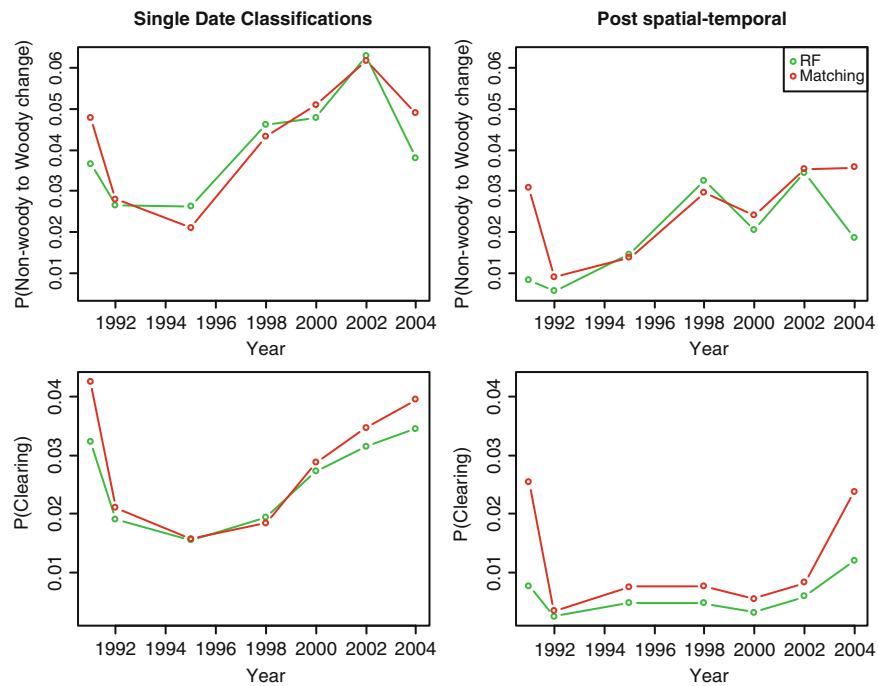 Single Date Classifications
P(Non-woody to Woody change)
0.01 0.02 0.03 0.04 0.05 0.06
1992 1994 1996 1998 2000 2002 2004
Year
Post spatial-temporal
P(Non-woody to Woody change)
0.01 0.02 0.03 0.04 0.05 0.06
RF
Matching
1992 1994 1996 1998 2000 2002 2004
Year
P(Clearing)
0.01 0.02 0.03 0.04
1992 1994 1996 1998 2000 2002 2004
Year
P(Clearing)
0.01 0.02 0.03 0.04
1992 1994 1996 1998 2000 2002 2004
Year